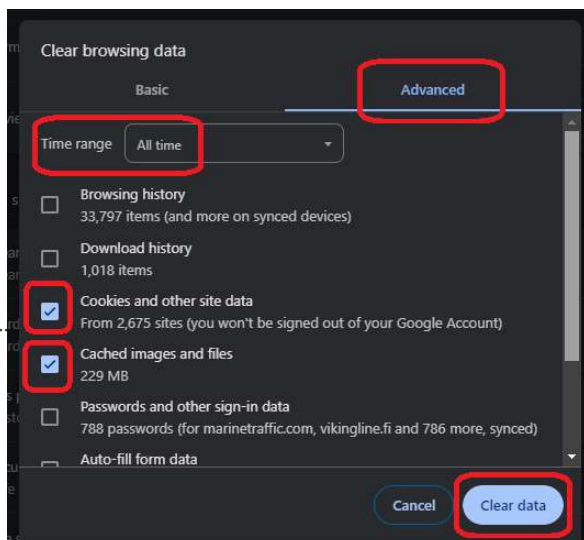 Clear browsing data
Basic Advanced
Time range All time
Browsing history
33,797 items (and more on synced devices)
Download history
1,018 items
Cookies and other site data
From 2,675 sites (you won't be signed out of your Google Account)
Cached images and files
229 MB
Passwords and other sign-in data
788 passwords (for marinetraffic.com, vikingline.fi and 786 more, synced)
Auto-fill form data
Cancel Clear data